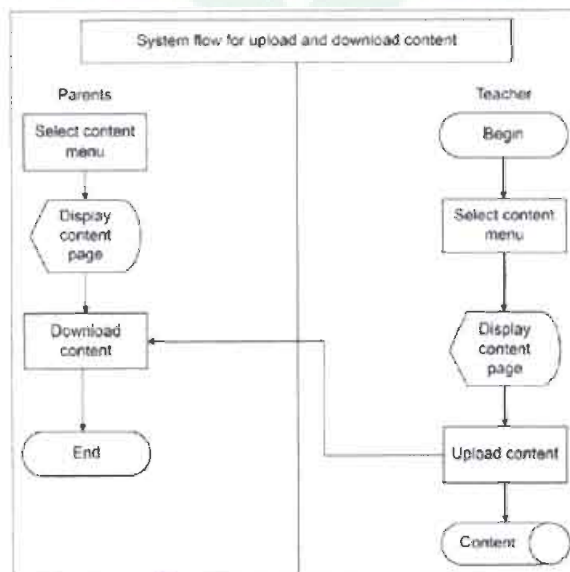 System flow for upload and download content
Parents
Select content
menu
Display
content
page
Download
content
End
Teacher
Begin
Select content
menu
Display
content
page
Upload content
Content